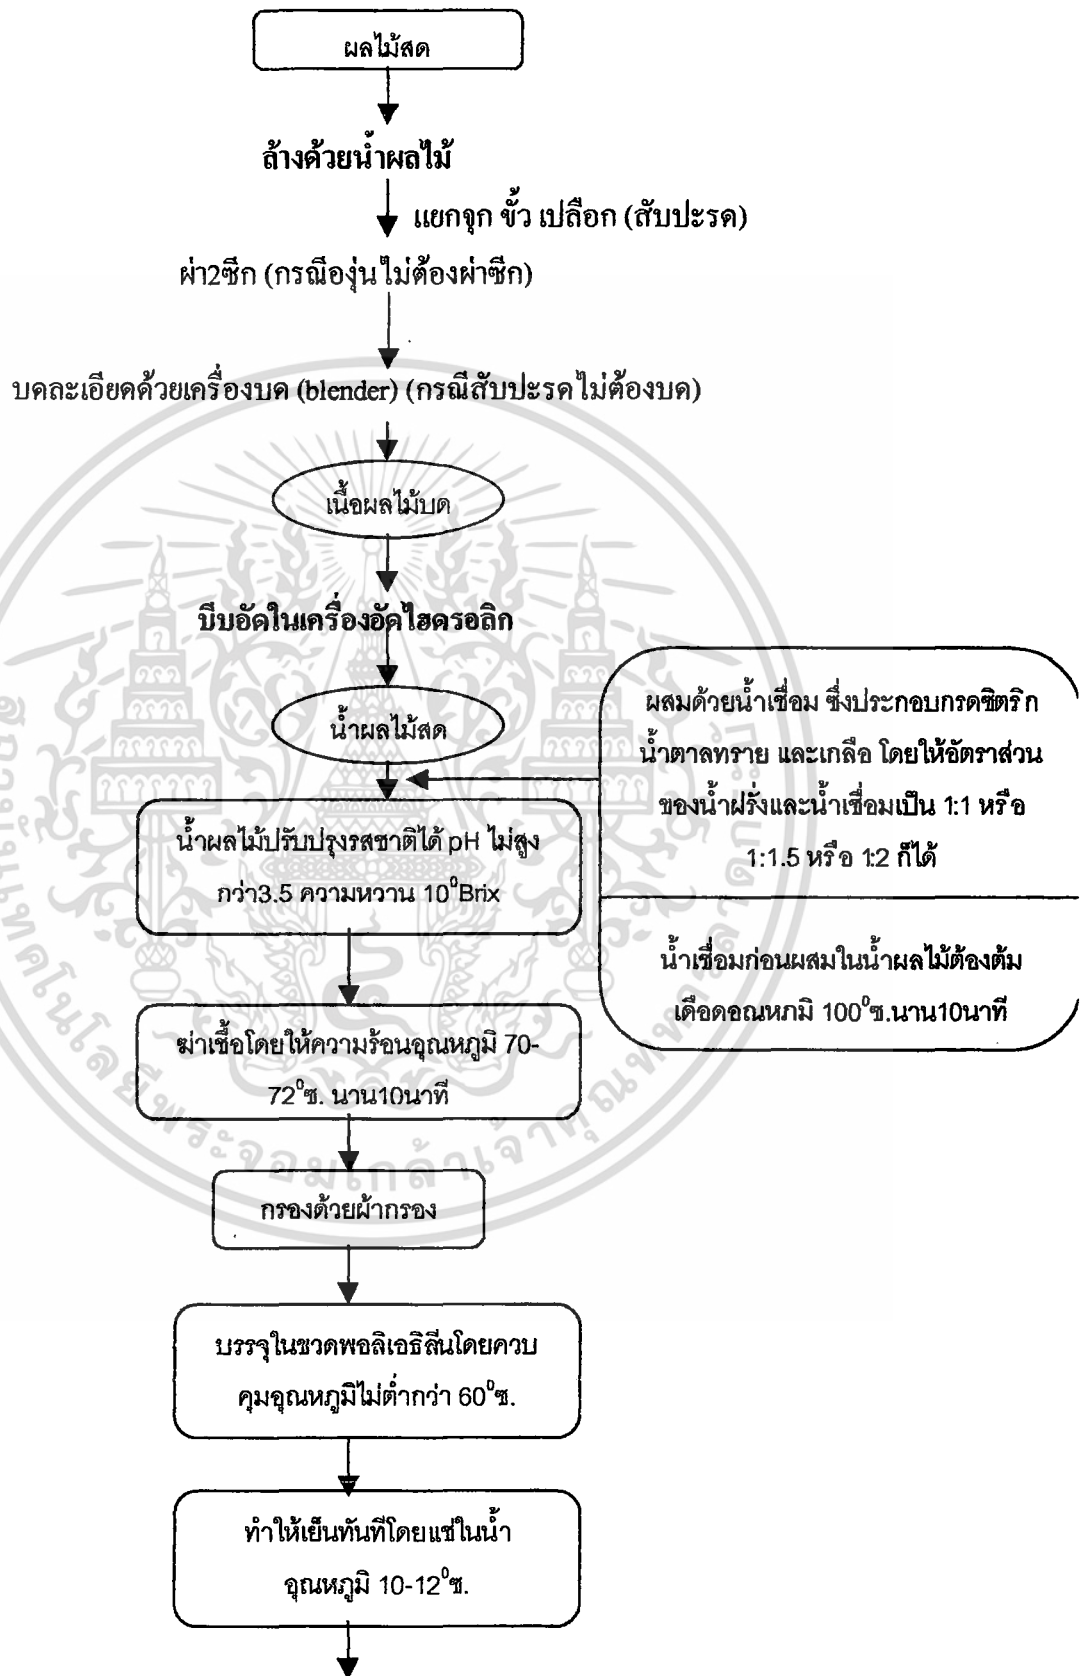 ผลไม้สด
ล้างด้วยน้ำผลไม้
แยกจุก ขั้ว เปลือก (สับปะรด)
ผ่า2ซีก (กรณีองุ่นไม่ต้องผ่าซีก)
บดละเอียดด้วยเครื่องบด (blender) (กรณีสับปะรดไม่ต้องบด)
เนื้อผลไม้บด
บีบอัดในเครื่องอัดไฮดรอลิก
น้ำผลไม้สด
ผสมด้วยน้ำเชื่อม ซึ่งประกอบกรดซิตริก
น้ำตาลทราย และเกลือ โดยให้อัตราส่วน
ของน้ำฝรั่งและน้ำเชื่อมเป็น 1:1 หรือ
1:1.5 หรือ 1:2 ก็ได้
น้ำเชื่อมก่อนผสมในน้ำผลไม้ต้องต้ม
เดือดอุณหภูมิ 100⁰ซ.นาน10นาที
น้ำผลไม้ปรับปรุงรสชาติได้ pH ไม่สูง
กว่า3.5 ความหวาน 10⁰Brix
ฆ่าเชื้อโดยให้ความร้อนอุณหภูมิ 70-
72⁰ซ. นาน10นาที
กรองด้วยผ้ากรอง
บรรจุในขวดพอลิเอธิลีนโดยควบ
คุมอุณหภูมิไม่ต่ำกว่า 60⁰ซ.
ทำให้เย็นทันทีโดยแช่ในน้ำ
อุณหภูมิ 10-12⁰ซ.